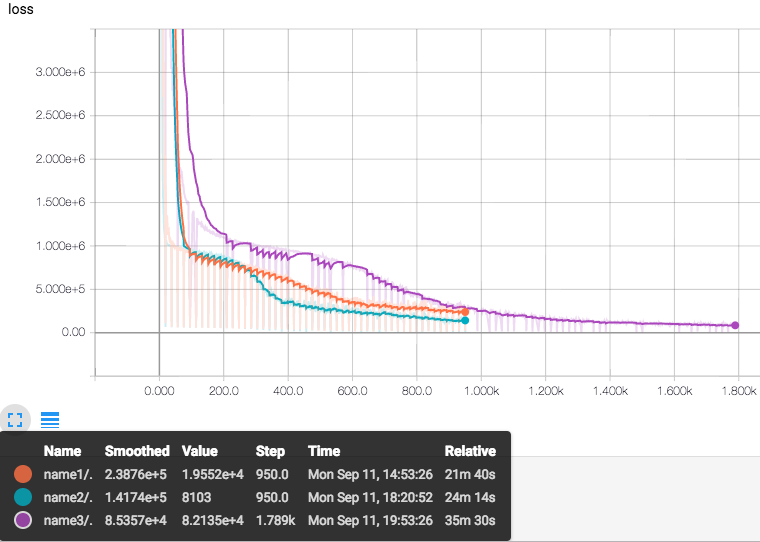 loss
3.000e+6
2.500e+6
2.000e+6
1.500e+6
1.000e+6
5.000e+5
0.00
0.000 200.0 400.0 600.0 800.0 1.000k 1.200k 1.400k 1.600k 1.800k
Name Smoothed Value Step Time Relative
name1/. 2.3876e+5 1.9552e+4 950.0 Mon Sep 11, 14:53:26 21m 40s
name2/. 1.4174e+5 8103 950.0 Mon Sep 11, 18:20:52 24m 14s
name3/. 8.5357e+4 8.2135e+4 1.789k Mon Sep 11, 19:53:26 35m 30s